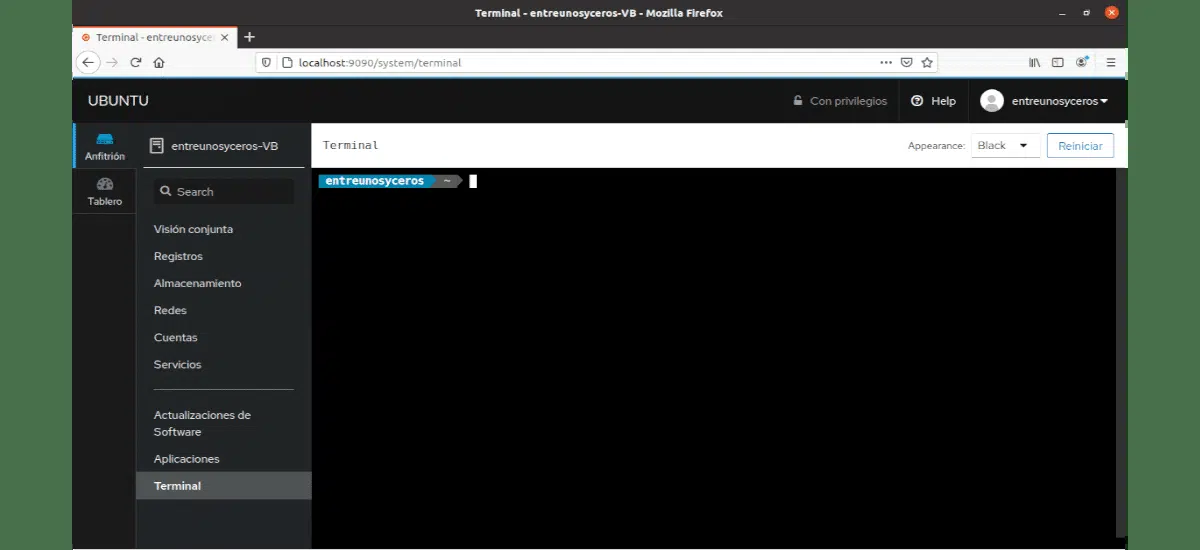 Terminal - entreunosyceros-VB - Mozilla Firefox
Terminal - entreunosycer
localhost:9090/system/terminal
UBUNTU
Con privilegios
Help
entreunosyceros
Anfitrión
Tablero
entreunosyceros-VB
Search
Visión conjunta
Registros
Almacenamiento
Redes
Cuentas
Servicios
Actualizaciones de
Software
Aplicaciones
Terminal
Terminal
Appearance: Black
Reiniciar
entreunosyceros ~